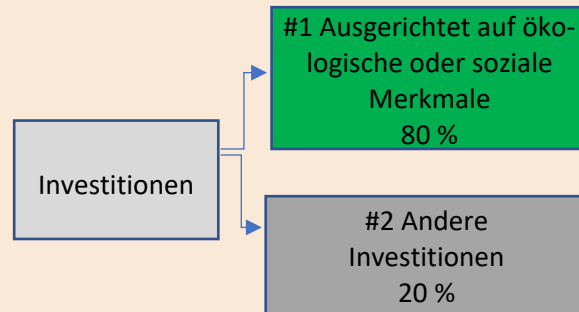 #1 Ausgerichtet auf öko-
logische oder soziale
Merkmale
80 %
Investitionen
#2 Andere
Investitionen
20 %